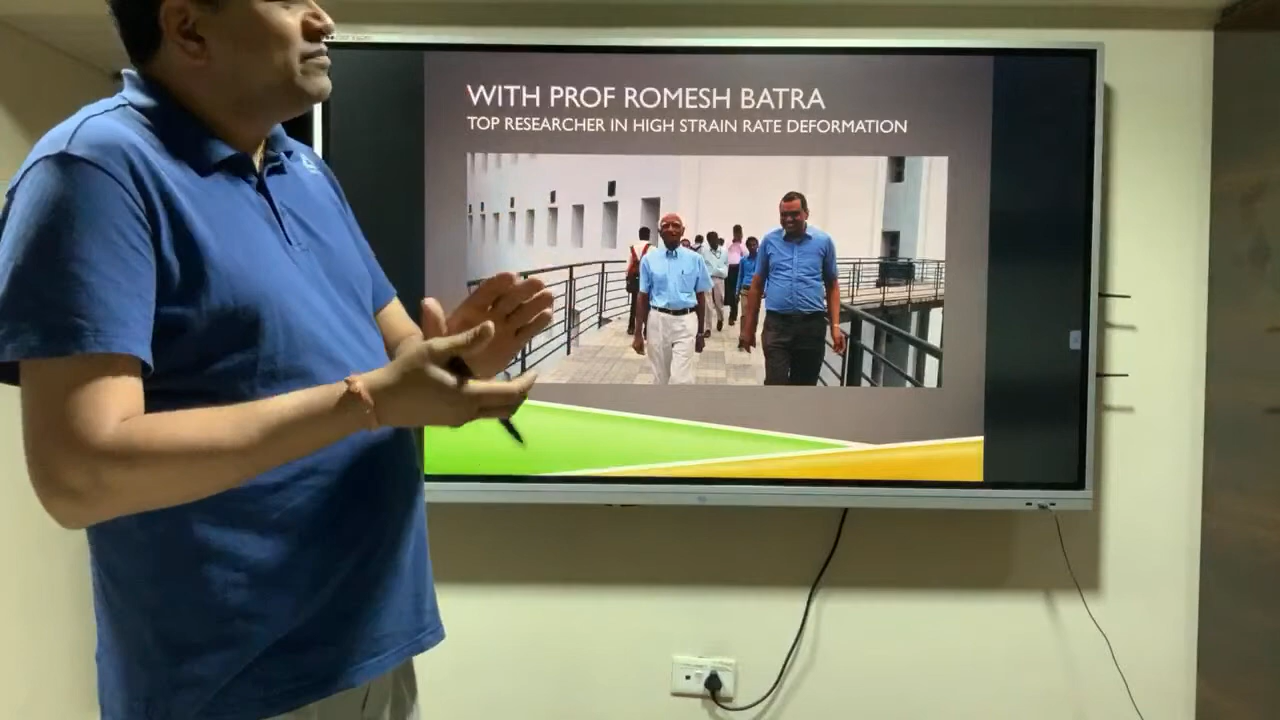 WITH PROF ROMESH BATRA
TOP RESEARCHER IN HIGH STRAIN RATE DEFORMATION